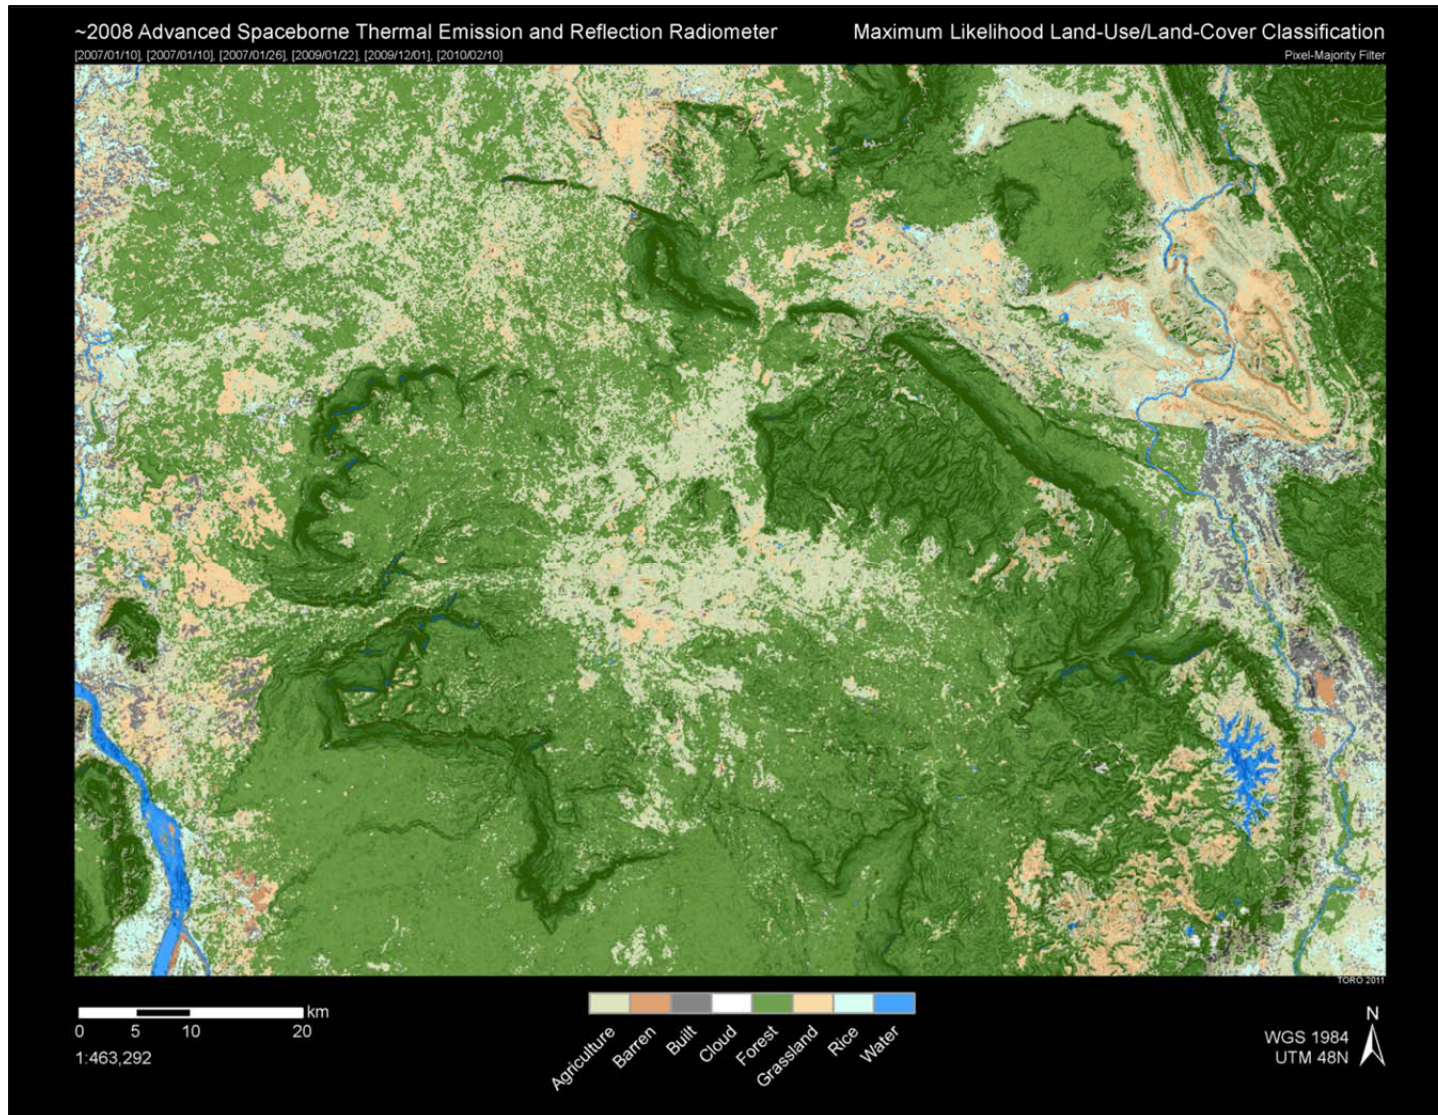 ~2008 Advanced Spaceborne Thermal Emission and Reflection Radiometer
Maximum Likelihood Land-Use/Land-Cover Classification
[2007/01/10], [2007/01/10], [2007/01/26], [2009/01/22], [2009/12/01], [2010/02/10]
Pixel-Majority Filter
TORO 2011
km
0 5 10 20
1:463,292
Agriculture
Barren
Built
Cloud
Forest
Grassland
Rice
Water
N
WGS 1984
UTM 48N